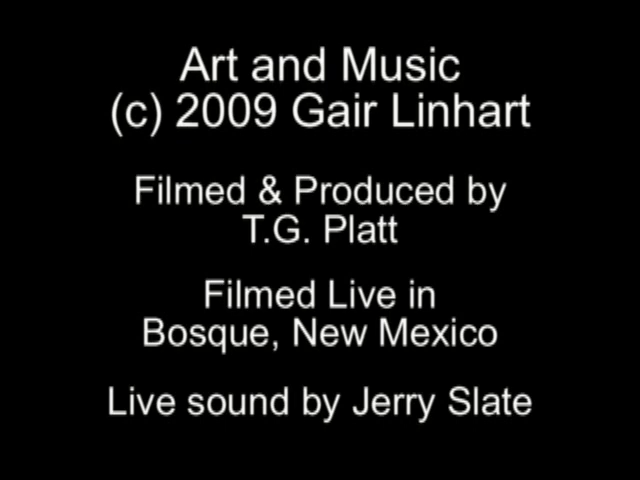 Art and Music
(c) 2009 Gair Linhart
Filmed & Produced by
T.G. Platt
Filmed Live in
Bosque, New Mexico
Live sound by Jerry Slate